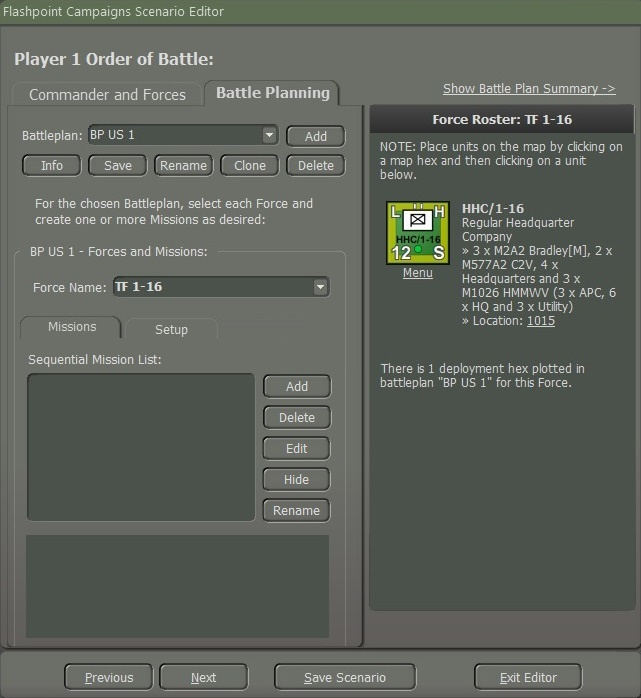 Flashpoint Campaigns Scenario Editor
Player 1 Order of Battle:
Commander and Forces
Battle Planning
Show Battle Plan Summary ->
Battleplan:
BP US 1
Add
Info
Save
Rename
Clone
Delete
For the chosen Battleplan, select each Force and
create one or more Missions as desired:
BP US 1 - Forces and Missions:
Force Name:
TF 1-16
Missions
Setup
Sequential Mission List:
Add
Delete
Edit
Hide
Rename
Force Roster: TF 1-16
NOTE: Place units on the map by clicking on
a map hex and then clicking on a unit
below.
L H H
HHC/1-16
12 S
Menu
HHC/1-16
Regular Headquarter
Company
» 3 x M2A2 Bradley[M], 2 x
M577A2 C2V, 4 x
Headquarters and 3 x
M1026 HMMWV (3 x APC, 6
x HQ and 3 x Utility)
» Location: 1015
There is 1 deployment hex plotted in
battleplan "BP US 1" for this Force.
Previous
Next
Save Scenario
Exit Editor